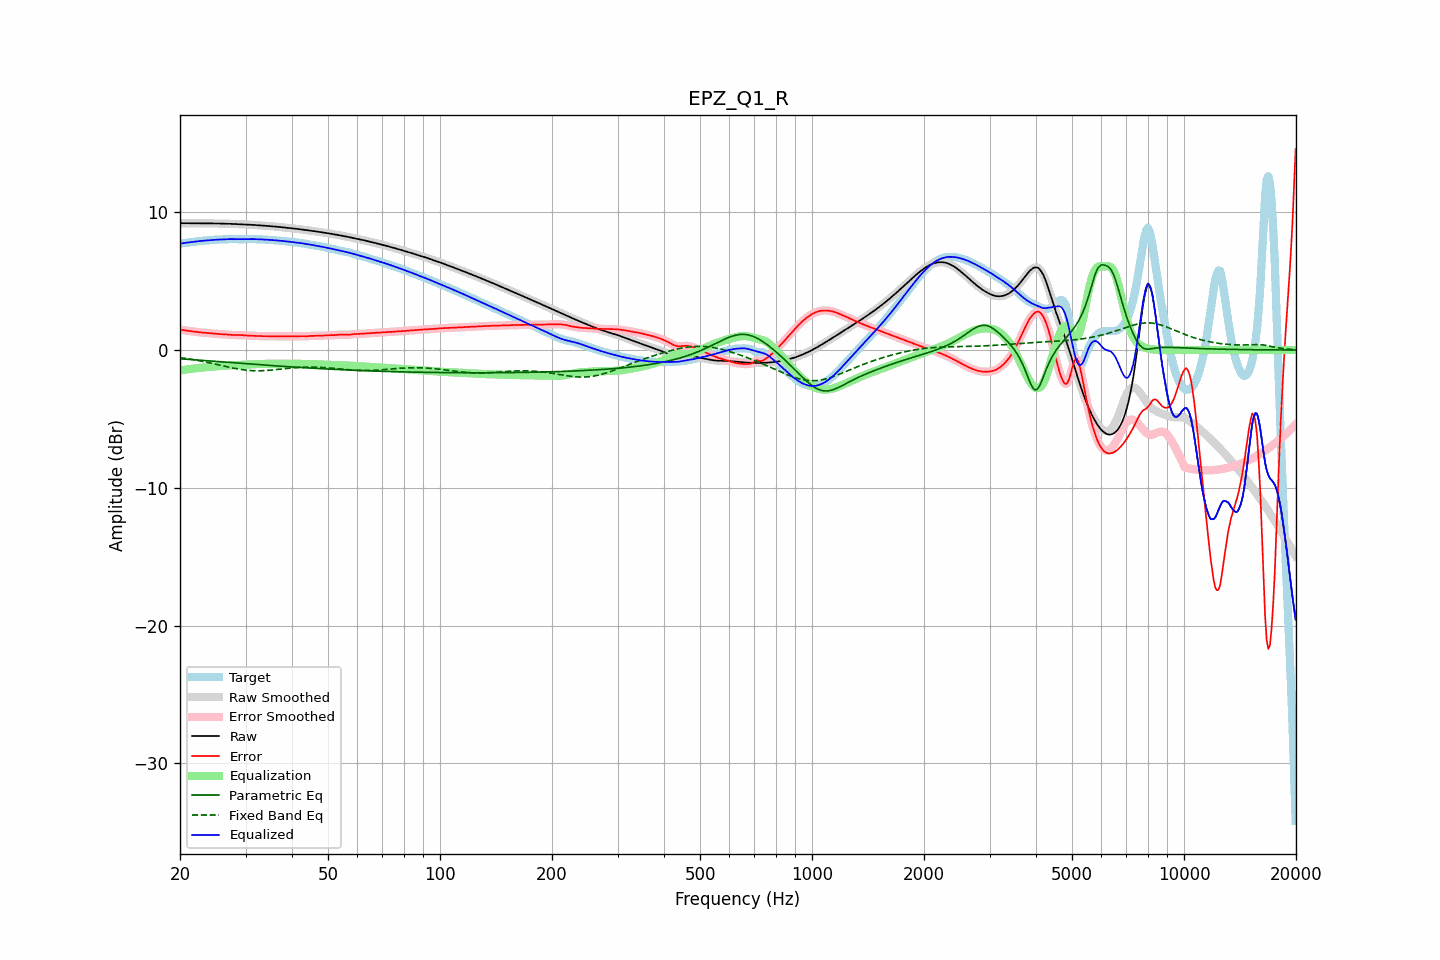 EPZ_Q1_R
Amplitude (dBr)
10
0
−10
−20
−30
Target
Raw Smoothed
Error Smoothed
Raw
Error
Equalization
Parametric Eq
Fixed Band Eq
Equalized
20 50 100 200 500 1000 2000 5000 10000 20000
Frequency (Hz)